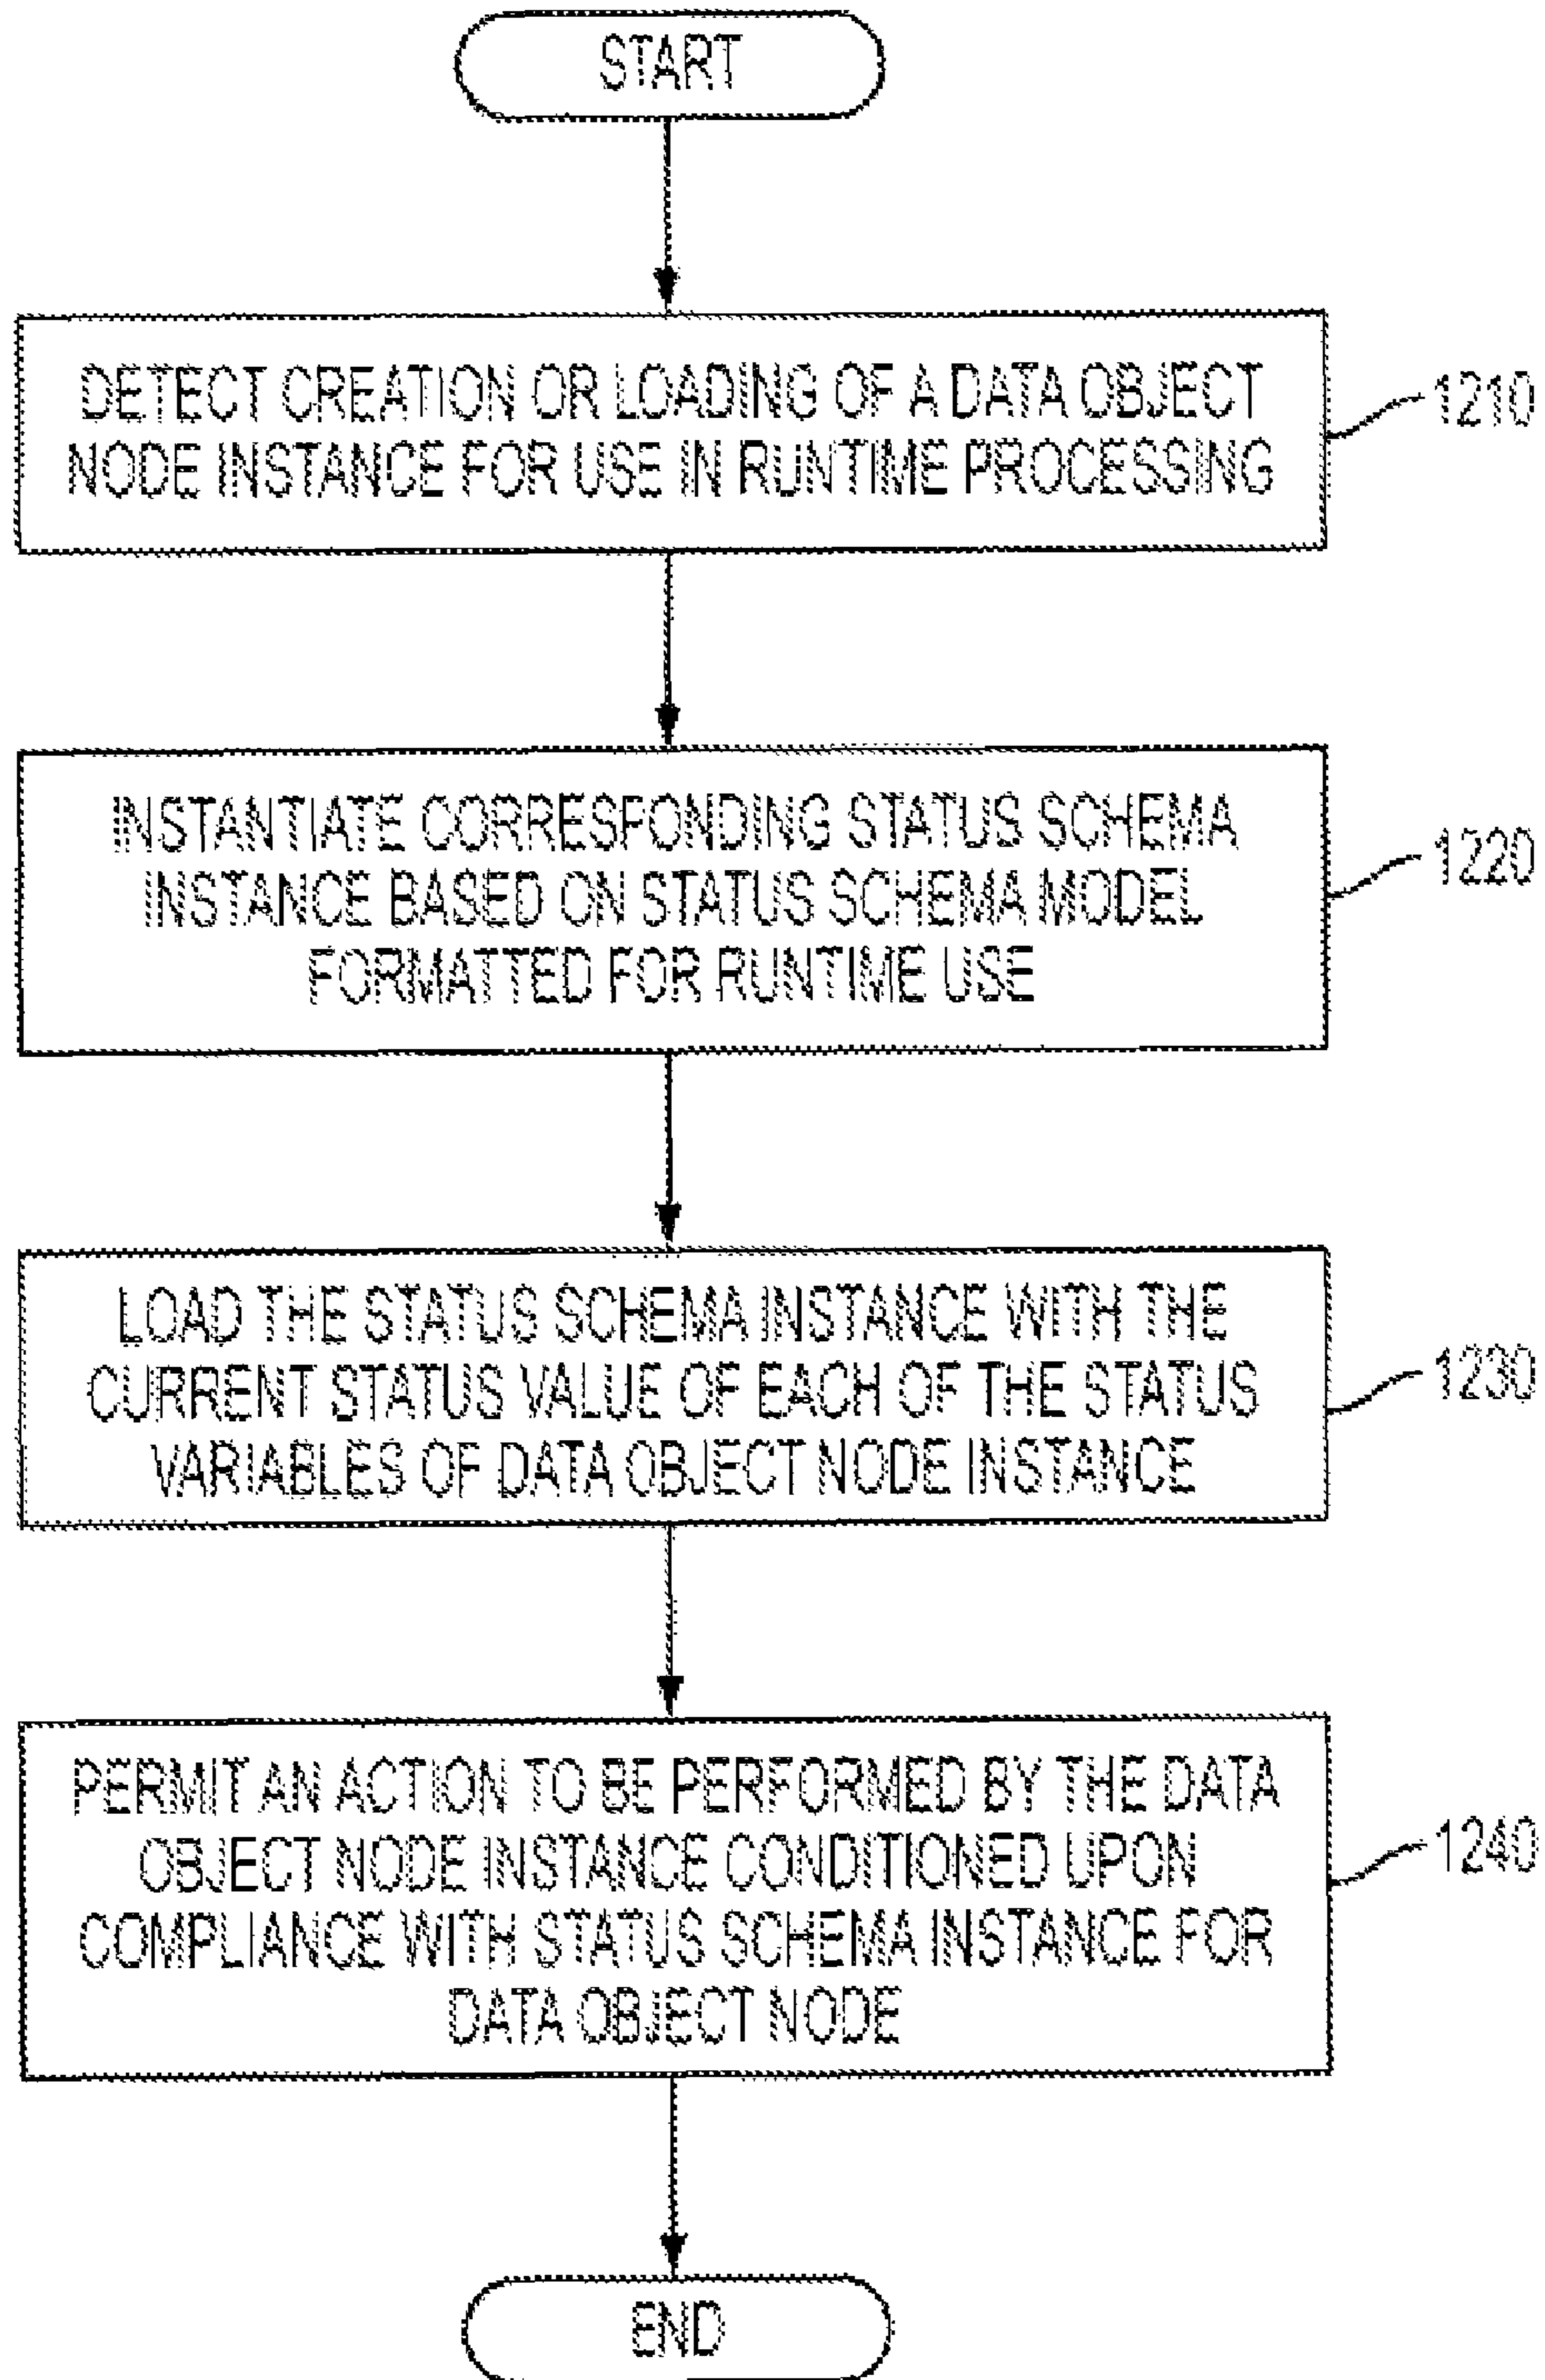 START
DETECT CREATION OR LOADING OF A DATA OBJECT
NODE INSTANCE FOR USE IN RUNTIME PROCESSING
1210
INSTANTIATE CORRESPONDING STATUS SCHEMA
INSTANCE BASED ON STATUS SCHEMA MODEL
FORMATTED FOR RUNTIME USE
1220
LOAD THE STATUS SCHEMA INSTANCE WITH THE
CURRENT STATUS VALUE OF EACH OF THE STATUS
VARIABLES OF DATA OBJECT NODE INSTANCE
1230
PERMIT AN ACTION TO BE PERFORMED BY THE DATA
OBJECT NODE INSTANCE CONDITIONED UPON
COMPLIANCE WITH STATUS SCHEMA INSTANCE FOR
DATA OBJECT NODE
1240
END